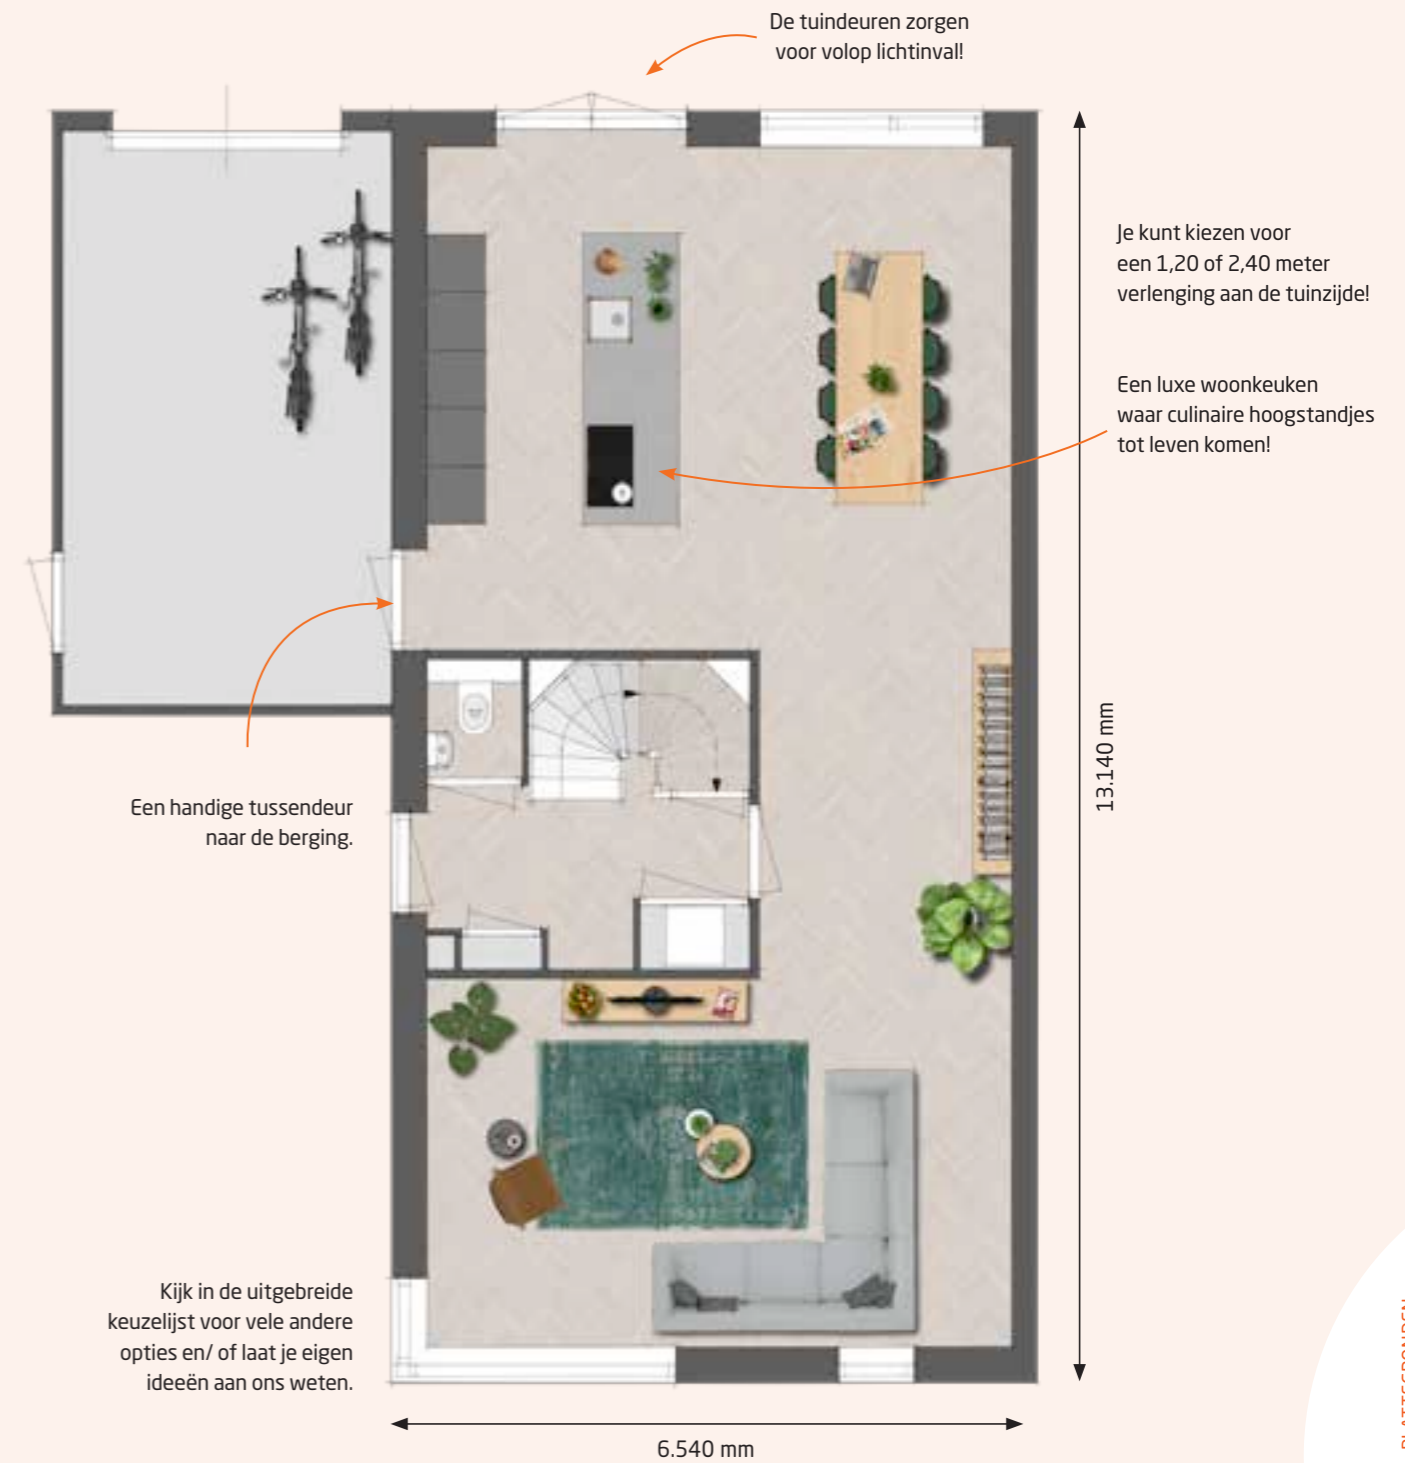 De tuindeuren zorgen
voor volop lichtinval!
Je kunt kiezen voor
een 1,20 of 2,40 meter
verlenging aan de tuinzijde!
Een luxe woonkeuken
waar culinaire hoogstandjes
tot leven komen!
13.140 mm
Een handige tussendeur
naar de berging.
Kijk in de uitgebreide
keuzelijst voor vele andere
opties en/ of laat je eigen
ideeën aan ons weten.
6.540 mm
PLATTEGRONDEN